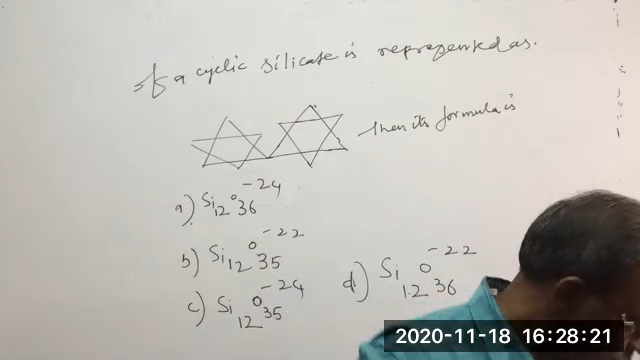 If a cyclic silicate is represented as.
then its formula is
a) Si12O36 -24
b) Si12O35 -22
c) Si12O35 -24
d) Si12O36 -22
2020-11-18 16:28:21